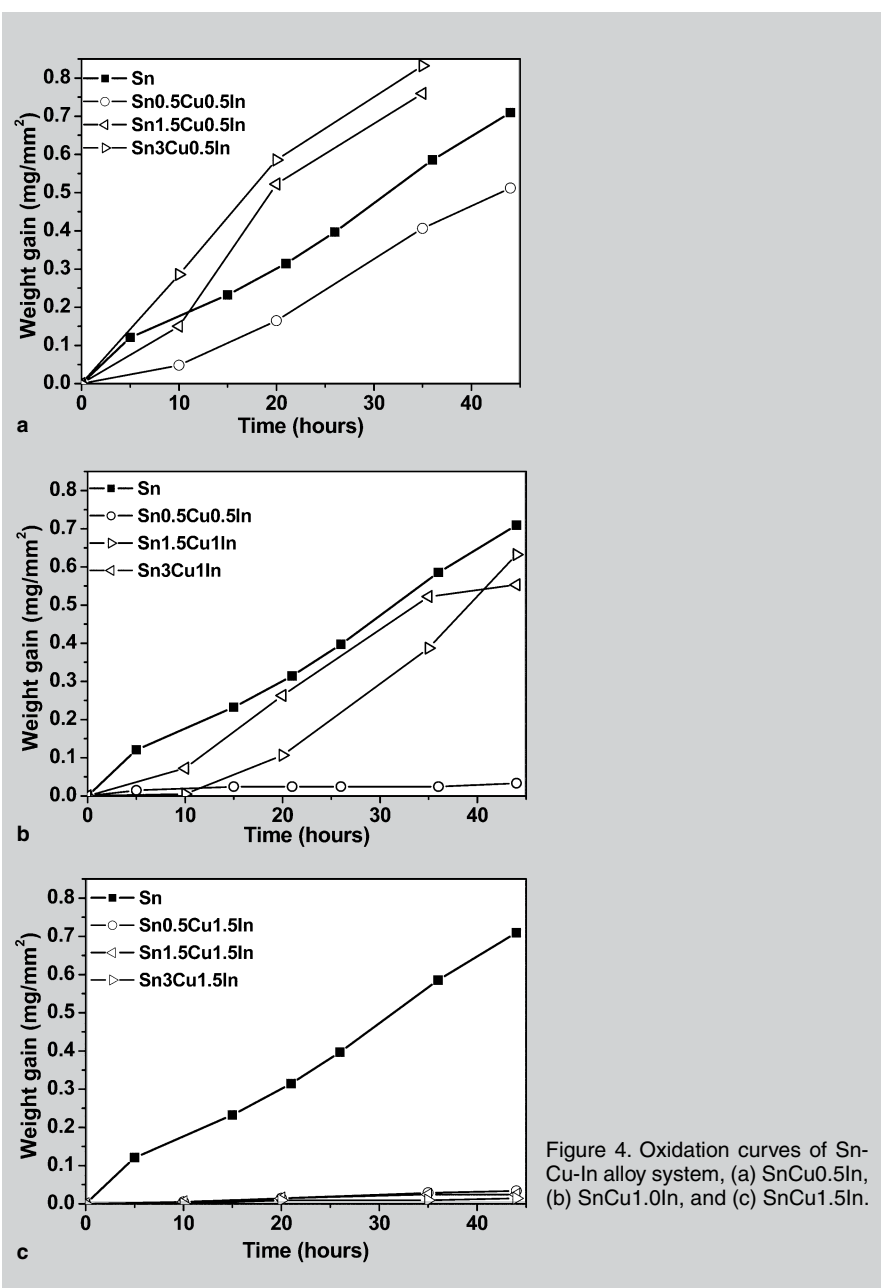 Sn
Sn0.5Cu0.5In
Sn1.5Cu0.5In
Sn3Cu0.5In
Weight gain (mg/mm²)
0.8
0.7
0.6
0.5
0.4
0.3
0.2
0.1
0.0
0 10 20 30 40
Time (hours)
a
Sn
Sn0.5Cu0.5In
Sn1.5Cu1In
Sn3Cu1In
Weight gain (mg/mm²)
0.8
0.7
0.6
0.5
0.4
0.3
0.2
0.1
0.0
0 10 20 30 40
Time (hours)
b
Sn
Sn0.5Cu1.5In
Sn1.5Cu1.5In
Sn3Cu1.5In
Weight gain (mg/mm²)
0.8
0.7
0.6
0.5
0.4
0.3
0.2
0.1
0.0
0 10 20 30 40
Time (hours)
c
Figure 4. Oxidation curves of Sn-
Cu-In alloy system, (a) SnCu0.5In,
(b) SnCu1.0In, and (c) SnCu1.5In.